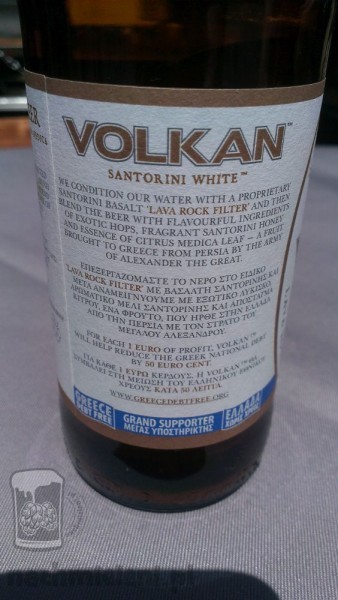 VOLKAN™
SANTORINI WHITE™
WE CONDITION OUR WATER WITH A PROPRIETARY
SANTORINI BASALT 'LAVA ROCK FILTER' AND THEN
BLEND THE BEER WITH FLAVOURFUL INGREDIENTS
OF EXOTIC HOPS, FRAGRANT SANTORINI HONEY
AND ESSENCE OF CITRUS MEDICA LEAF – A FRUIT
BROUGHT TO GREECE FROM PERSIA BY THE ARMY
OF ALEXANDER THE GREAT.
ΕΠΕΞΕΡΓΑΖΟΜΑΣΤΕ ΤΟ ΝΕΡΟ ΣΤΟ ΕΙΔΙΚΟ
'LAVA ROCK FILTER' ΜΕ ΒΑΣΑΛΤΗ ΣΑΝΤΟΡΙΝΗΣ ΚΑΙ
ΜΕΤΑ ΑΝΑΜΕΙΓΝΥΟΥΜΕ ΜΕ ΕΞΩΤΙΚΟ ΛΥΚΙΣΚΟ,
ΑΡΩΜΑΤΙΚΟ ΜΕΛΙ ΣΑΝΤΟΡΙΝΗΣ ΚΑΙ ΑΠΟΣΤΑΓΜΑ
ΚΙΤΡΟΥ, ΕΝΑ ΦΡΟΥΤΟ, ΠΟΥ ΗΡΘΕ ΣΤΗΝ ΕΛΛΑΔΑ
ΑΠΟ ΤΗΝ ΠΕΡΣΙΑ ΜΕ ΤΟΝ ΣΤΡΑΤΟ ΤΟΥ
ΜΕΓΑΛΟΥ ΑΛΕΞΑΝΔΡΟΥ.
FOR EACH 1 EURO OF PROFIT, VOLKAN™
WILL HELP REDUCE THE GREEK NATIONAL DEBT
BY 50 EURO CENT.
ΓΙΑ ΚΑΘΕ 1 ΕΥΡΩ ΚΕΡΔΟΥΣ, Η VOLKAN™ ΘΑ
ΣΥΜΒΑΛΕΙ ΣΤΗ ΜΕΙΩΣΗ ΤΟΥ ΕΛΛΗΝΙΚΟΥ ΕΘΝΙΚΟΥ
ΧΡΕΟΥΣ ΚΑΤΑ 50 ΛΕΠΤΑ.
WWW.GREECEDEBTFREE.ORG
GREECE
DEBT FREE
GRAND SUPPORTER
ΜΕΓΑΣ ΥΠΟΣΤΗΡΙΚΤΗΣ
ΕΛΛΑΔΑ
ΧΩΡΙΣ ΧΡΕΟΣ
nachmieleni.pl